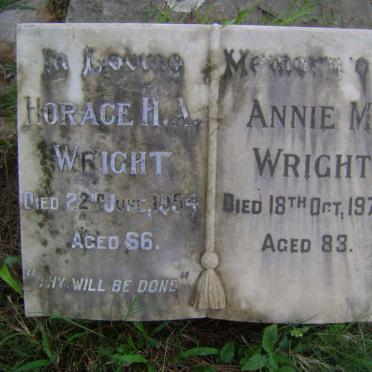 In Loving
HORACE H. A.
WRIGHT
DIED 22ND JUNE, 1954
AGED 66.
"THY WILL BE DONE"
Memory
ANNIE M
WRIGHT
DIED 18TH OCT, 197
AGED 83.